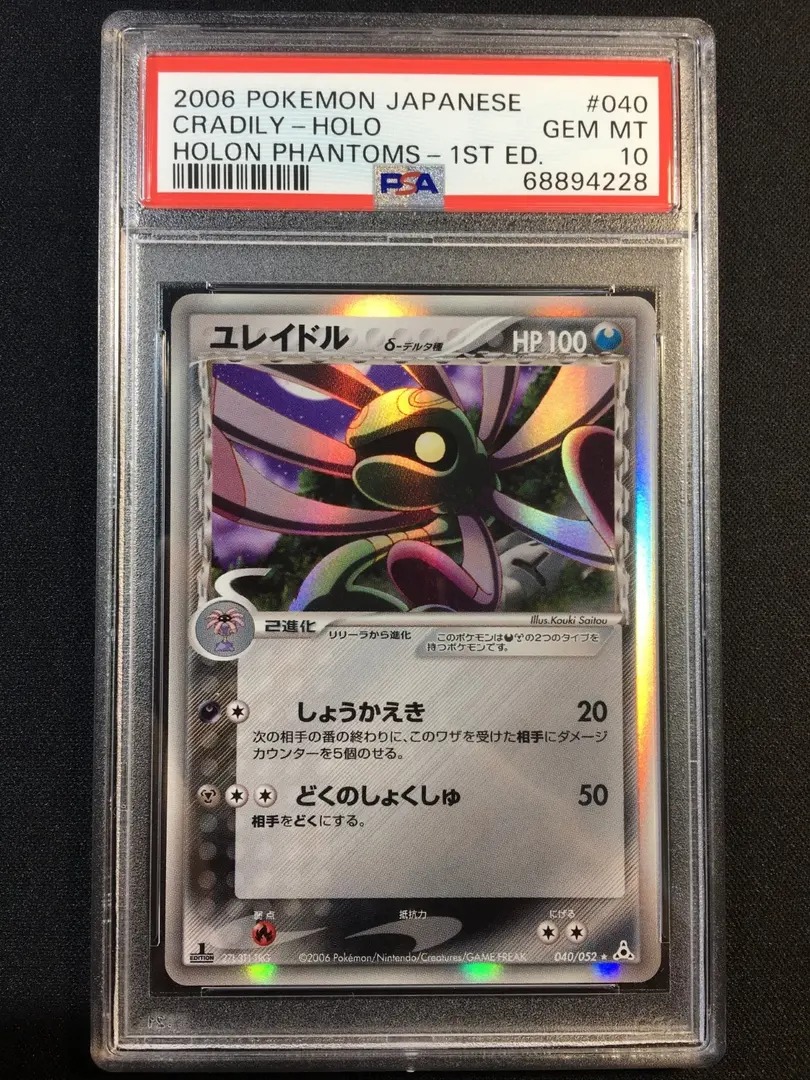 2006 POKEMON JAPANESE #040
CRADILY - HOLO GEM MT
HOLON PHANTOMS - 1ST ED. 10
PSA 68894228
ユレイドル δ-デルタ種 HP100
Illus.Kouki Saitou
2進化 リリーラから進化
このポケモンは の2つのタイプを
持つポケモンです。
しょうかえき 20
次の相手の番の終わりに、このワザを受けた相手にダメージ
カウンターを5個のせる。
どくのしょくしゅ 50
相手をどくにする。
弱点 抵抗力 にげる
1 EDITION
©2006 Pokémon/Nintendo/Creatures/GAME FREAK 040/052 ★